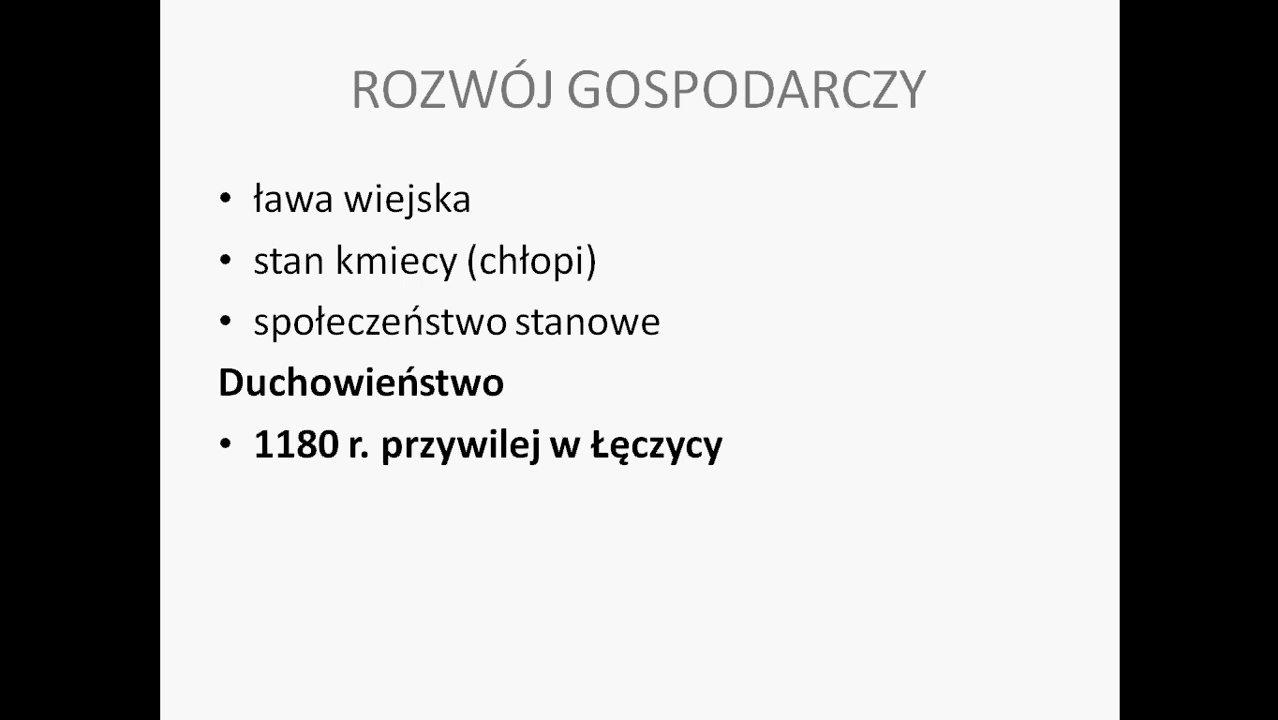 ROZWÓJ GOSPODARCZY
• ława wiejska
• stan kmiecy (chłopi)
• społeczeństwo stanowe
Duchowieństwo
• 1180 r. przywilej w Łęczycy